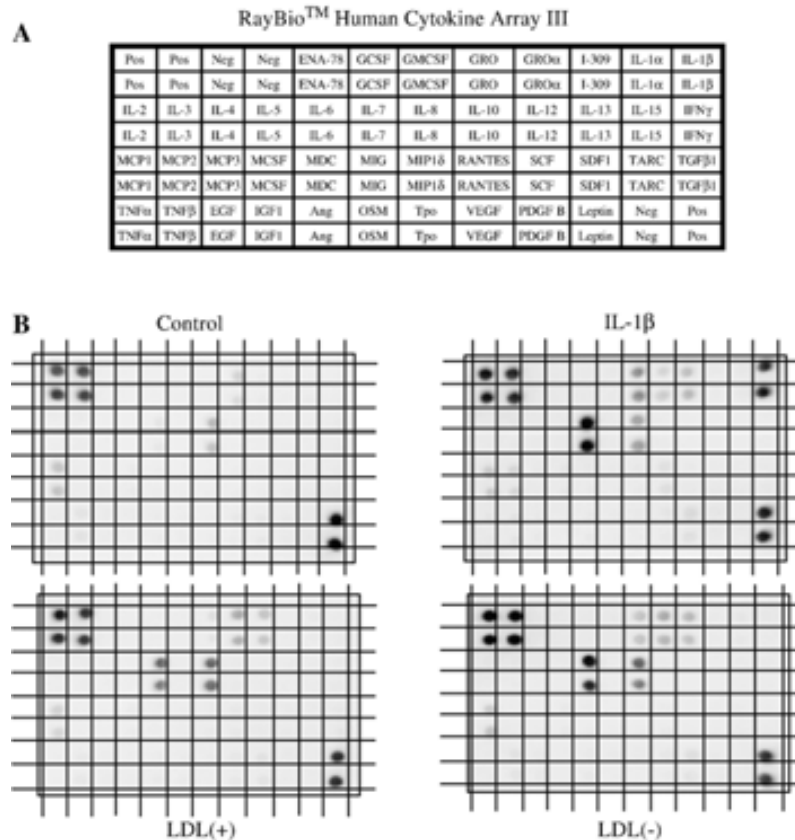 RayBio™ Human Cytokine Array III
A
Pos Pos Neg Neg ENA-78 GCSF GMCSF GRO GROα I-309 IL-1α IL-1β
Pos Pos Neg Neg ENA-78 GCSF GMCSF GRO GROα I-309 IL-1α IL-1β
IL-2 IL-3 IL-4 IL-5 IL-6 IL-7 IL-8 IL-10 IL-12 IL-13 IL-15 IFNγ
IL-2 IL-3 IL-4 IL-5 IL-6 IL-7 IL-8 IL-10 IL-12 IL-13 IL-15 IFNγ
MCP1 MCP2 MCP3 MCSF MDC MIG MIP1δ RANTES SCF SDF1 TARC TGFβ1
MCP1 MCP2 MCP3 MCSF MDC MIG MIP1δ RANTES SCF SDF1 TARC TGFβ1
TNFα TNFβ EGF IGF1 Ang OSM Tpo VEGF PDGF B Leptin Neg Pos
TNFα TNFβ EGF IGF1 Ang OSM Tpo VEGF PDGF B Leptin Neg Pos
B
Control IL-1β
LDL(+) LDL(-)